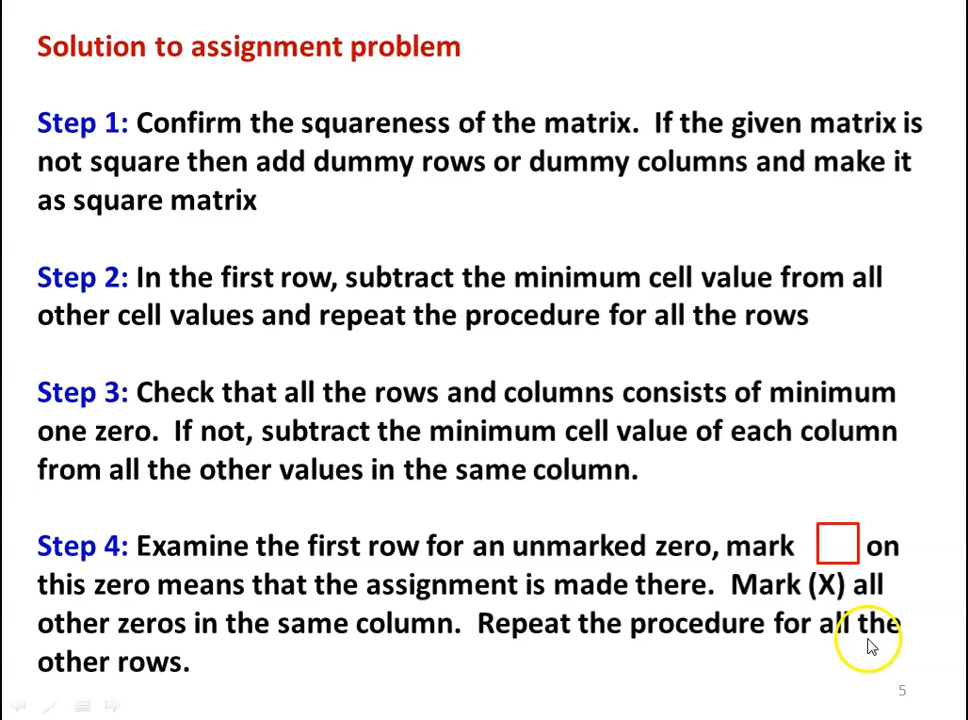 Solution to assignment problem
Step 1: Confirm the squareness of the matrix. If the given matrix is
not square then add dummy rows or dummy columns and make it
as square matrix
Step 2: In the first row, subtract the minimum cell value from all
other cell values and repeat the procedure for all the rows
Step 3: Check that all the rows and columns consists of minimum
one zero. If not, subtract the minimum cell value of each column
from all the other values in the same column.
Step 4: Examine the first row for an unmarked zero, mark on
this zero means that the assignment is made there. Mark (X) all
other zeros in the same column. Repeat the procedure for all the
other rows.
5